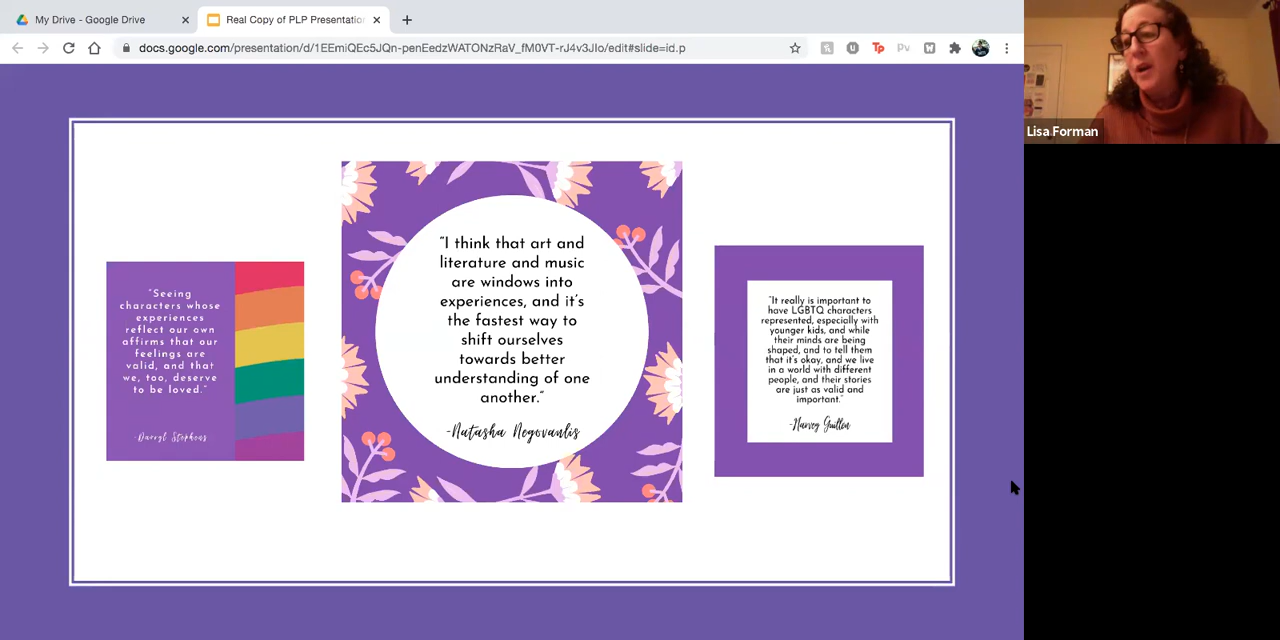 My Drive - Google Drive
Real Copy of PLP Presentation
docs.google.com/presentation/d/1EEmiQEc5JQn-penEedzWATONzRaV_fM0VT-rJ4v3JIo/edit#slide=id.p
Lisa Forman
"Seeing
characters whose
experiences
reflect our own
affirms that our
feelings are
valid, and that
we, too, deserve
to be loved."
-Darryl Stephens
"I think that art and
literature and music
are windows into
experiences, and it's
the fastest way to
shift ourselves
towards better
understanding of one
another."
-Natasha Negovanlis
"It really is important to
have LGBTQ characters
represented, especially with
younger kids, and while
their minds are being
shaped, and to tell them
that it's okay, and we live
in a world with different
people, and their stories
are just as valid and
important."
-Harvey Guillen